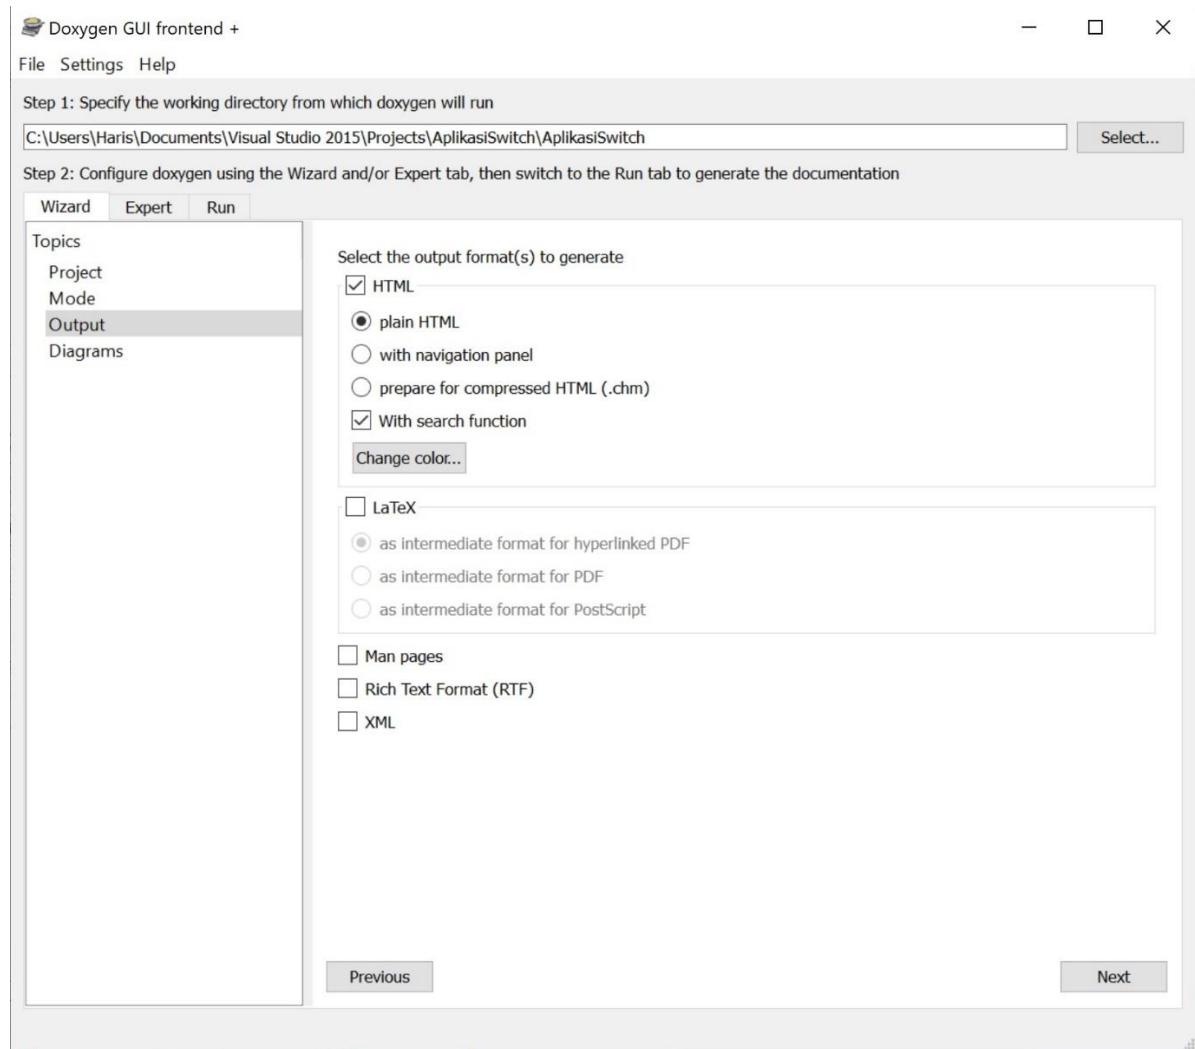 Doxygen GUI frontend +
File Settings Help
Step 1: Specify the working directory from which doxygen will run
C:\Users\Haris\Documents\Visual Studio 2015\Projects\AplikasiSwitch\AplikasiSwitch
Select...
Step 2: Configure doxygen using the Wizard and/or Expert tab, then switch to the Run tab to generate the documentation
Wizard Expert Run
Topics
Project
Mode
Output
Diagrams
Select the output format(s) to generate
HTML
plain HTML
with navigation panel
prepare for compressed HTML (.chm)
With search function
Change color...
LaTeX
as intermediate format for hyperlinked PDF
as intermediate format for PDF
as intermediate format for PostScript
Man pages
Rich Text Format (RTF)
XML
Previous Next